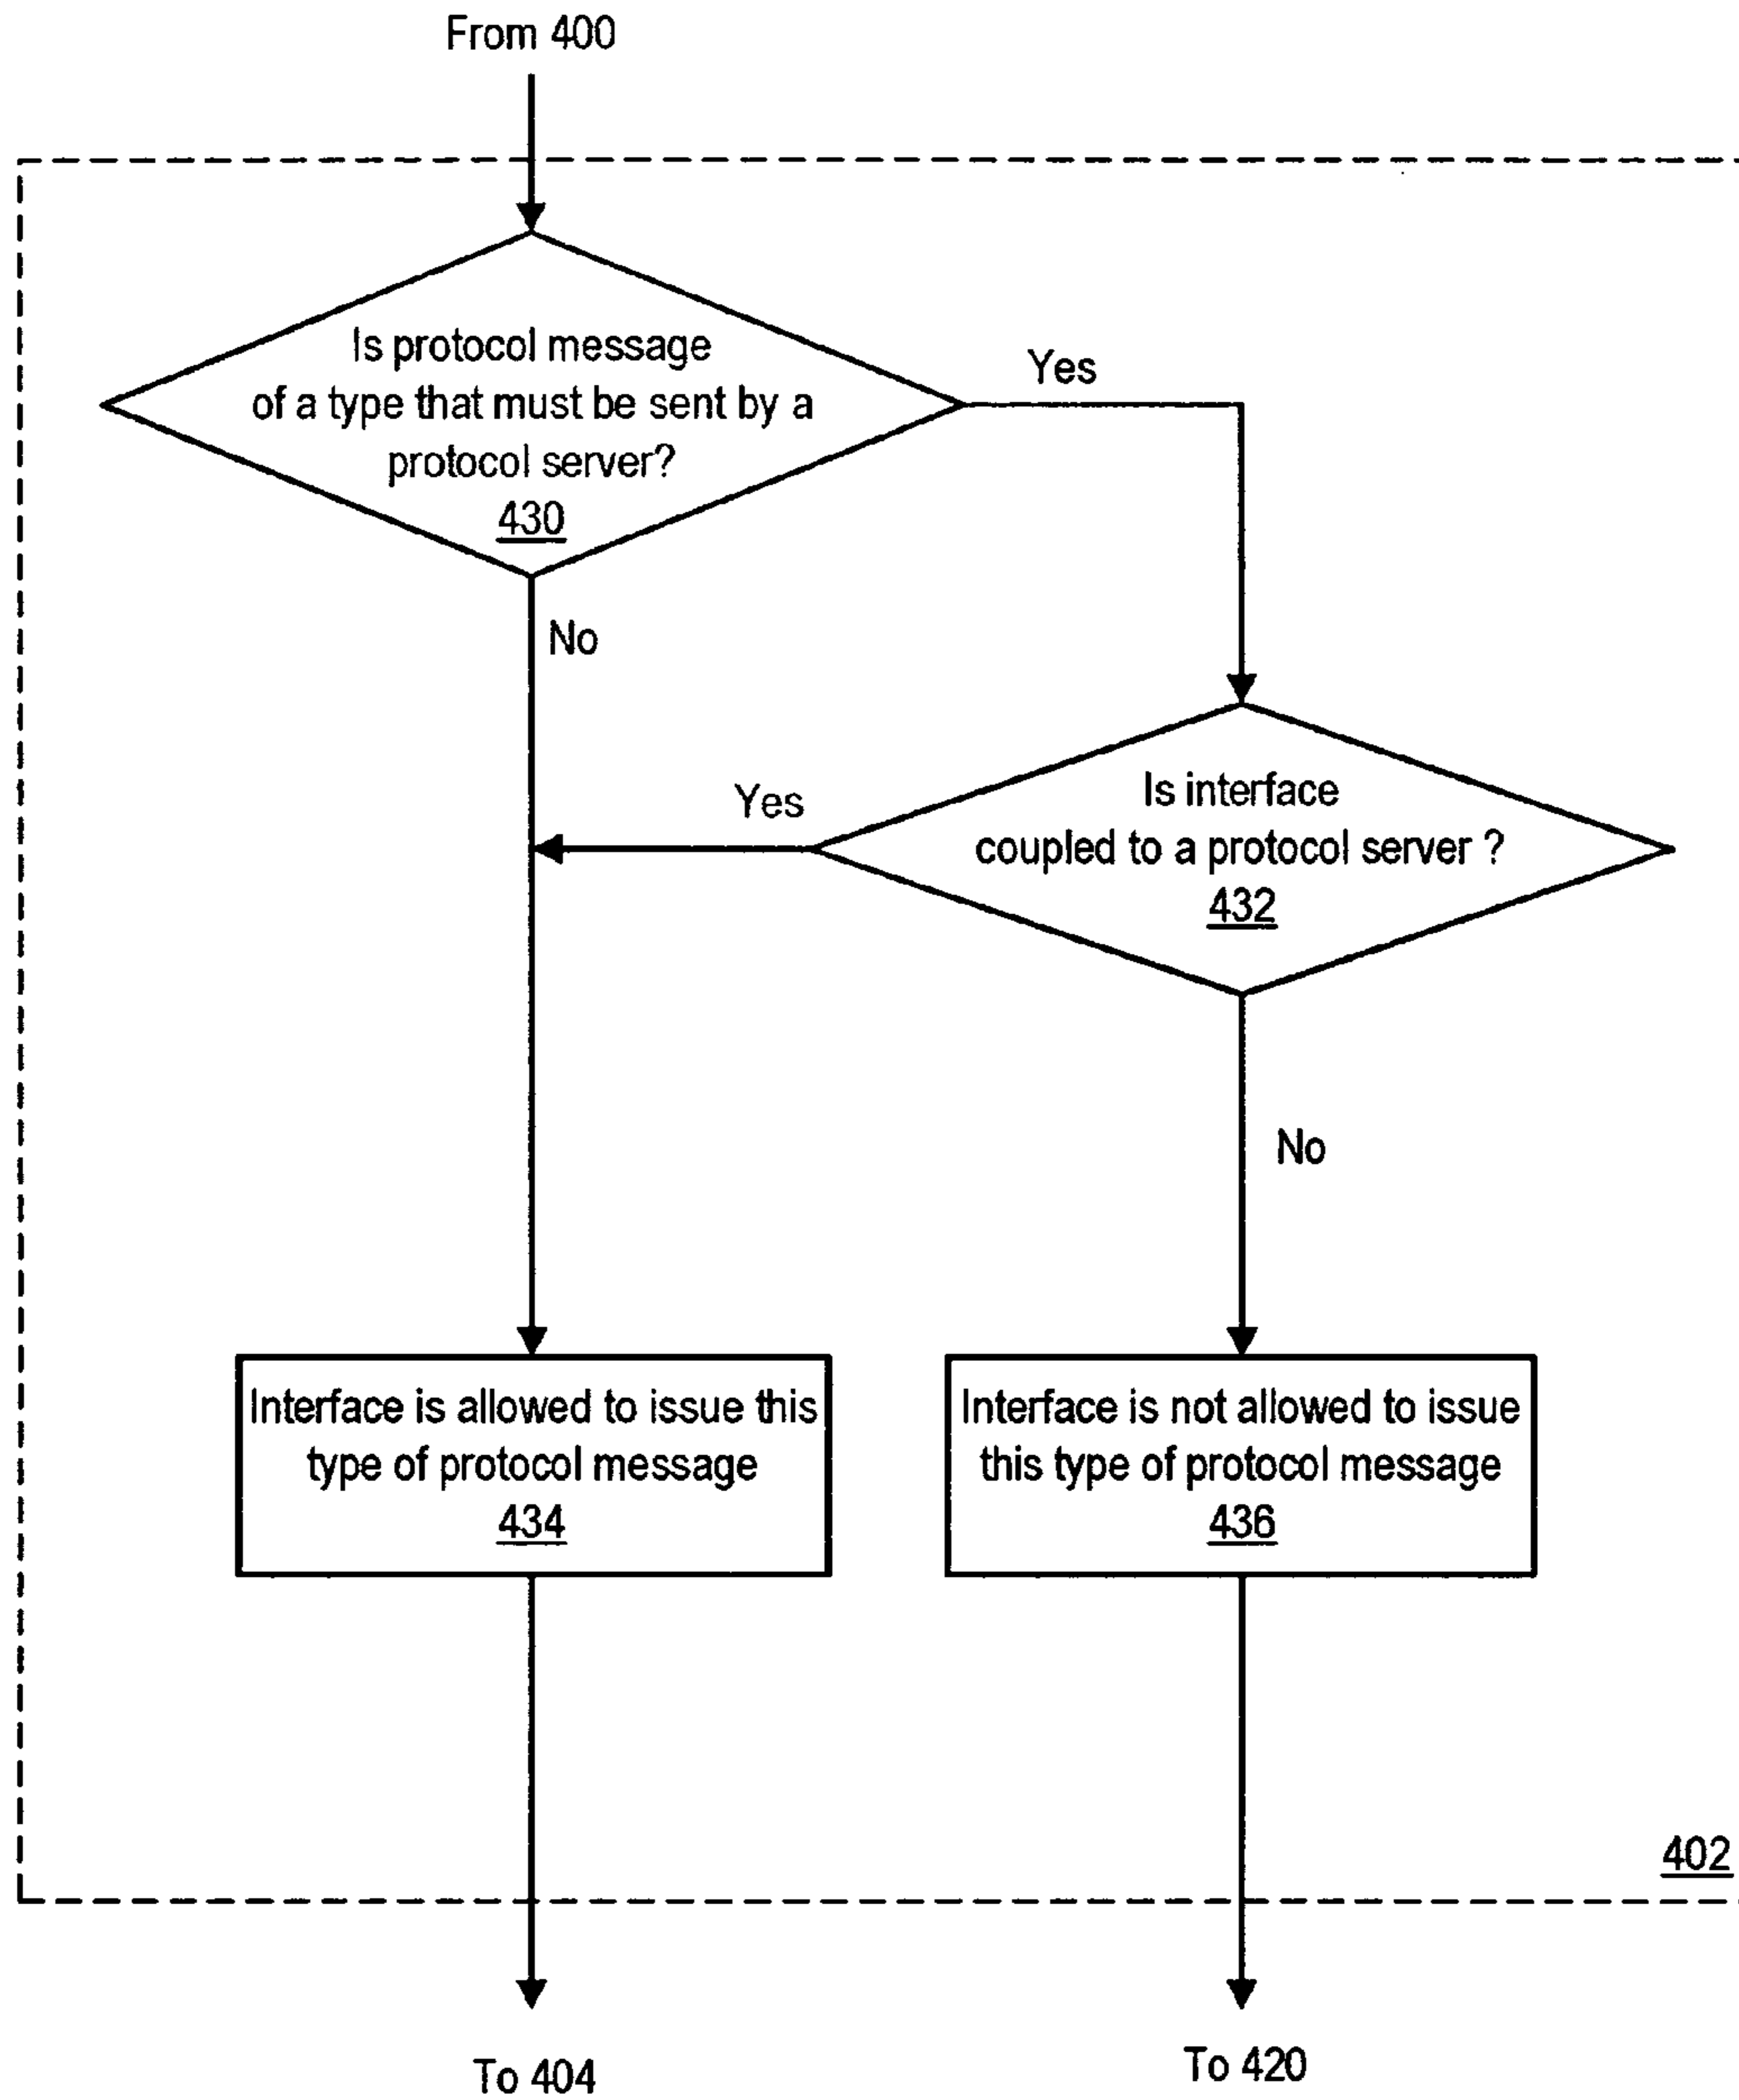 From 400
Is protocol message
of a type that must be sent by a
protocol server?
430
Yes
No
Is interface
coupled to a protocol server ?
432
Yes
No
Interface is allowed to issue this
type of protocol message
434
Interface is not allowed to issue
this type of protocol message
436
402
To 404
To 420